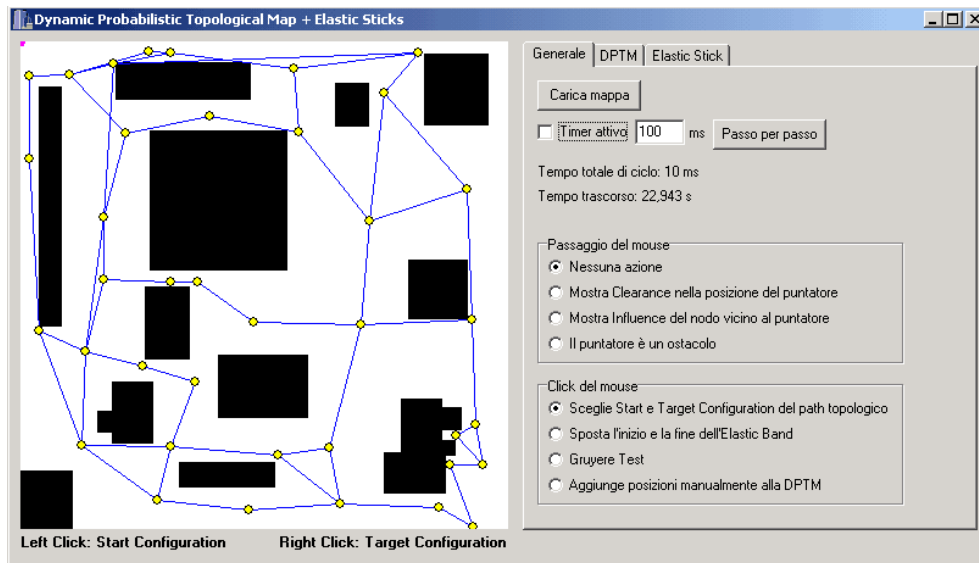 Dynamic Probabilistic Topological Map + Elastic Sticks
Generale DPTM Elastic Stick
Carica mappa
Timer attivo 100 ms Passo per passo
Tempo totale di ciclo: 10 ms
Tempo trascorso: 22,943 s
Passaggio del mouse
Nessuna azione
Mostra Clearance nella posizione del puntatore
Mostra Influence del nodo vicino al puntatore
Il puntatore è un ostacolo
Click del mouse
Sceglie Start e Target Configuration del path topologico
Sposta l'inizio e la fine dell'Elastic Band
Gruyere Test
Aggiunge posizioni manualmente alla DPTM
Left Click: Start Configuration Right Click: Target Configuration